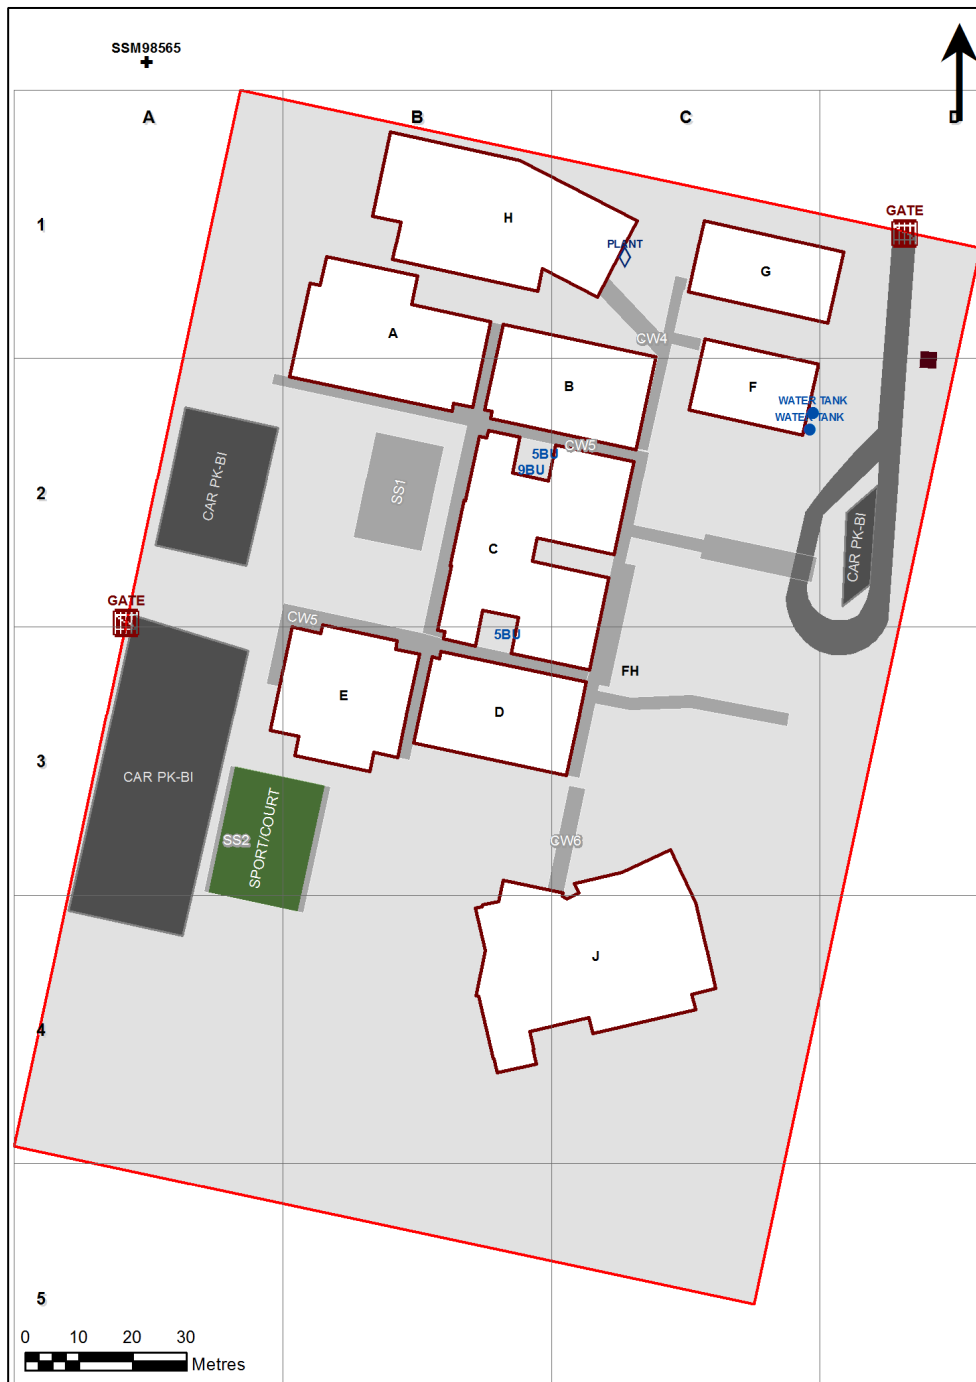 SSM98565
A
B
C
D
1
H
GATE
PLANT
G
A
CW4
B
F
WATER TANK
WATER TANK
CW5
5BU
9BU
2
CAR PK-BI
SS1
C
CAR PK-BI
GATE
CW5
5BU
FH
E
D
3
CAR PK-BI
SS2
SPORT/COURT
CW6
J
4
5
0 10 20 30
Metres